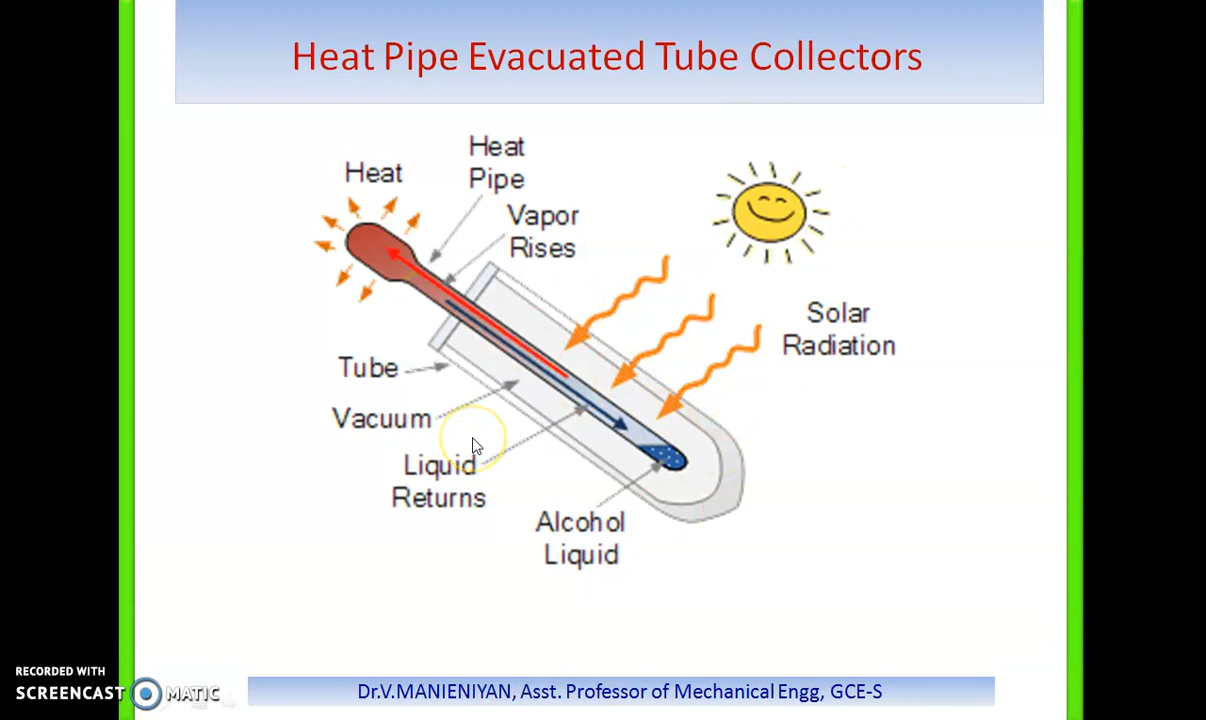 Heat Pipe Evacuated Tube Collectors
Heat
Pipe
Heat
Vapor
Rises
Solar
Radiation
Tube
Vacuum
Liquid
Returns
Alcohol
Liquid
RECORDED WITH
SCREENCAST MATIC
Dr.V.MANIENIYAN, Asst. Professor of Mechanical Engg, GCE-S